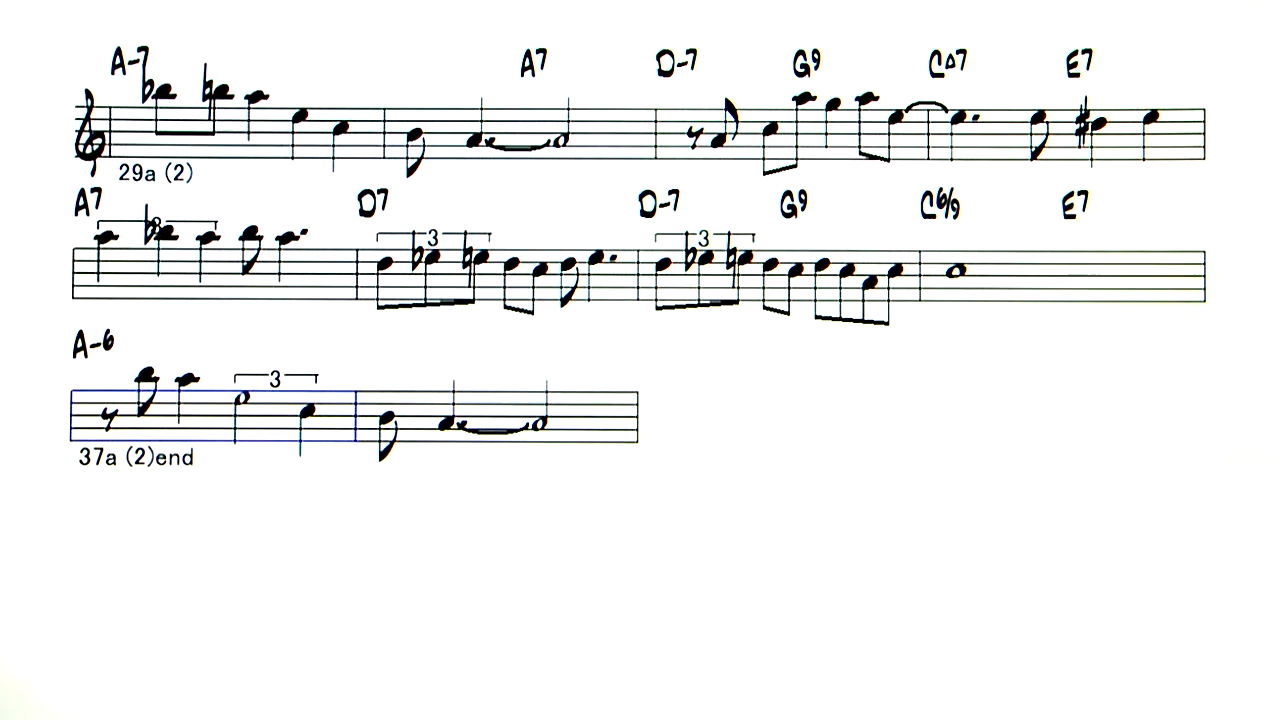 A-7 A7 D-7 G9 CΔ7 E7
29a (2)
A7 D7 D-7 G9 C6/9 E7
3 3 3
A-6
3
37a (2)end